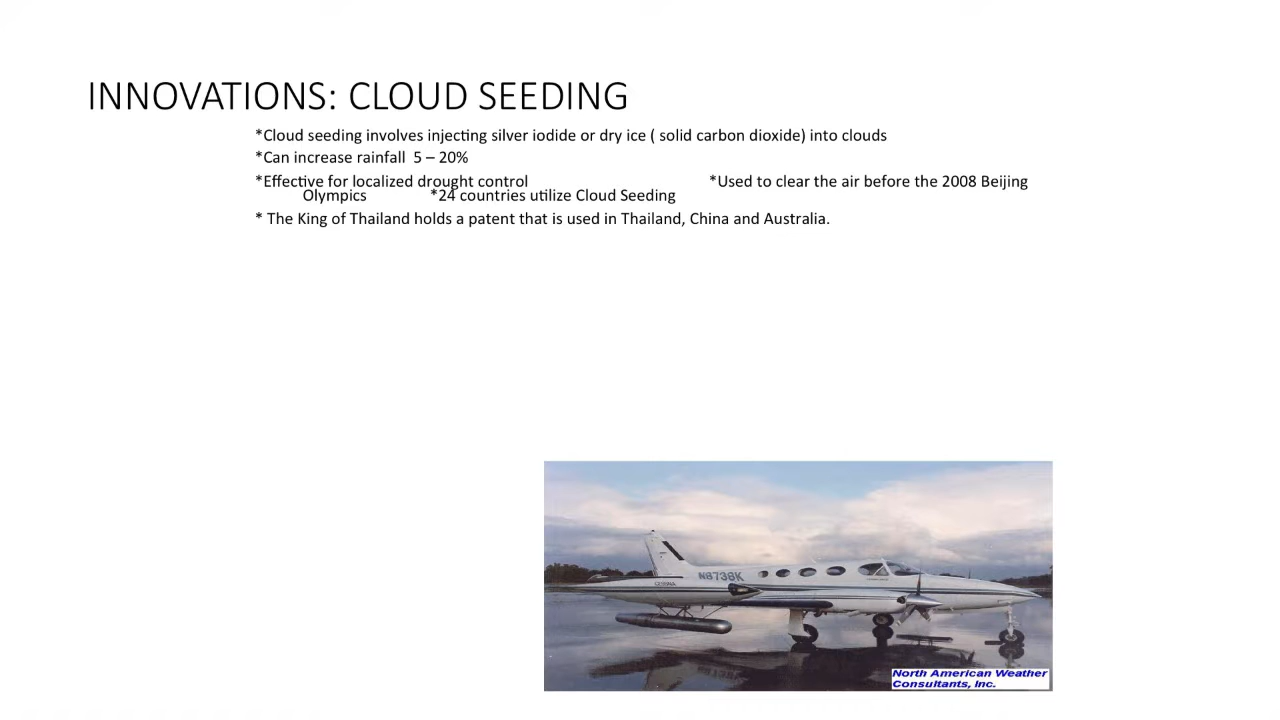 INNOVATIONS: CLOUD SEEDING
*Cloud seeding involves injecting silver iodide or dry ice ( solid carbon dioxide) into clouds
*Can increase rainfall 5 – 20%
*Effective for localized drought control *Used to clear the air before the 2008 Beijing
Olympics *24 countries utilize Cloud Seeding
* The King of Thailand holds a patent that is used in Thailand, China and Australia.
North American Weather
Consultants, Inc.